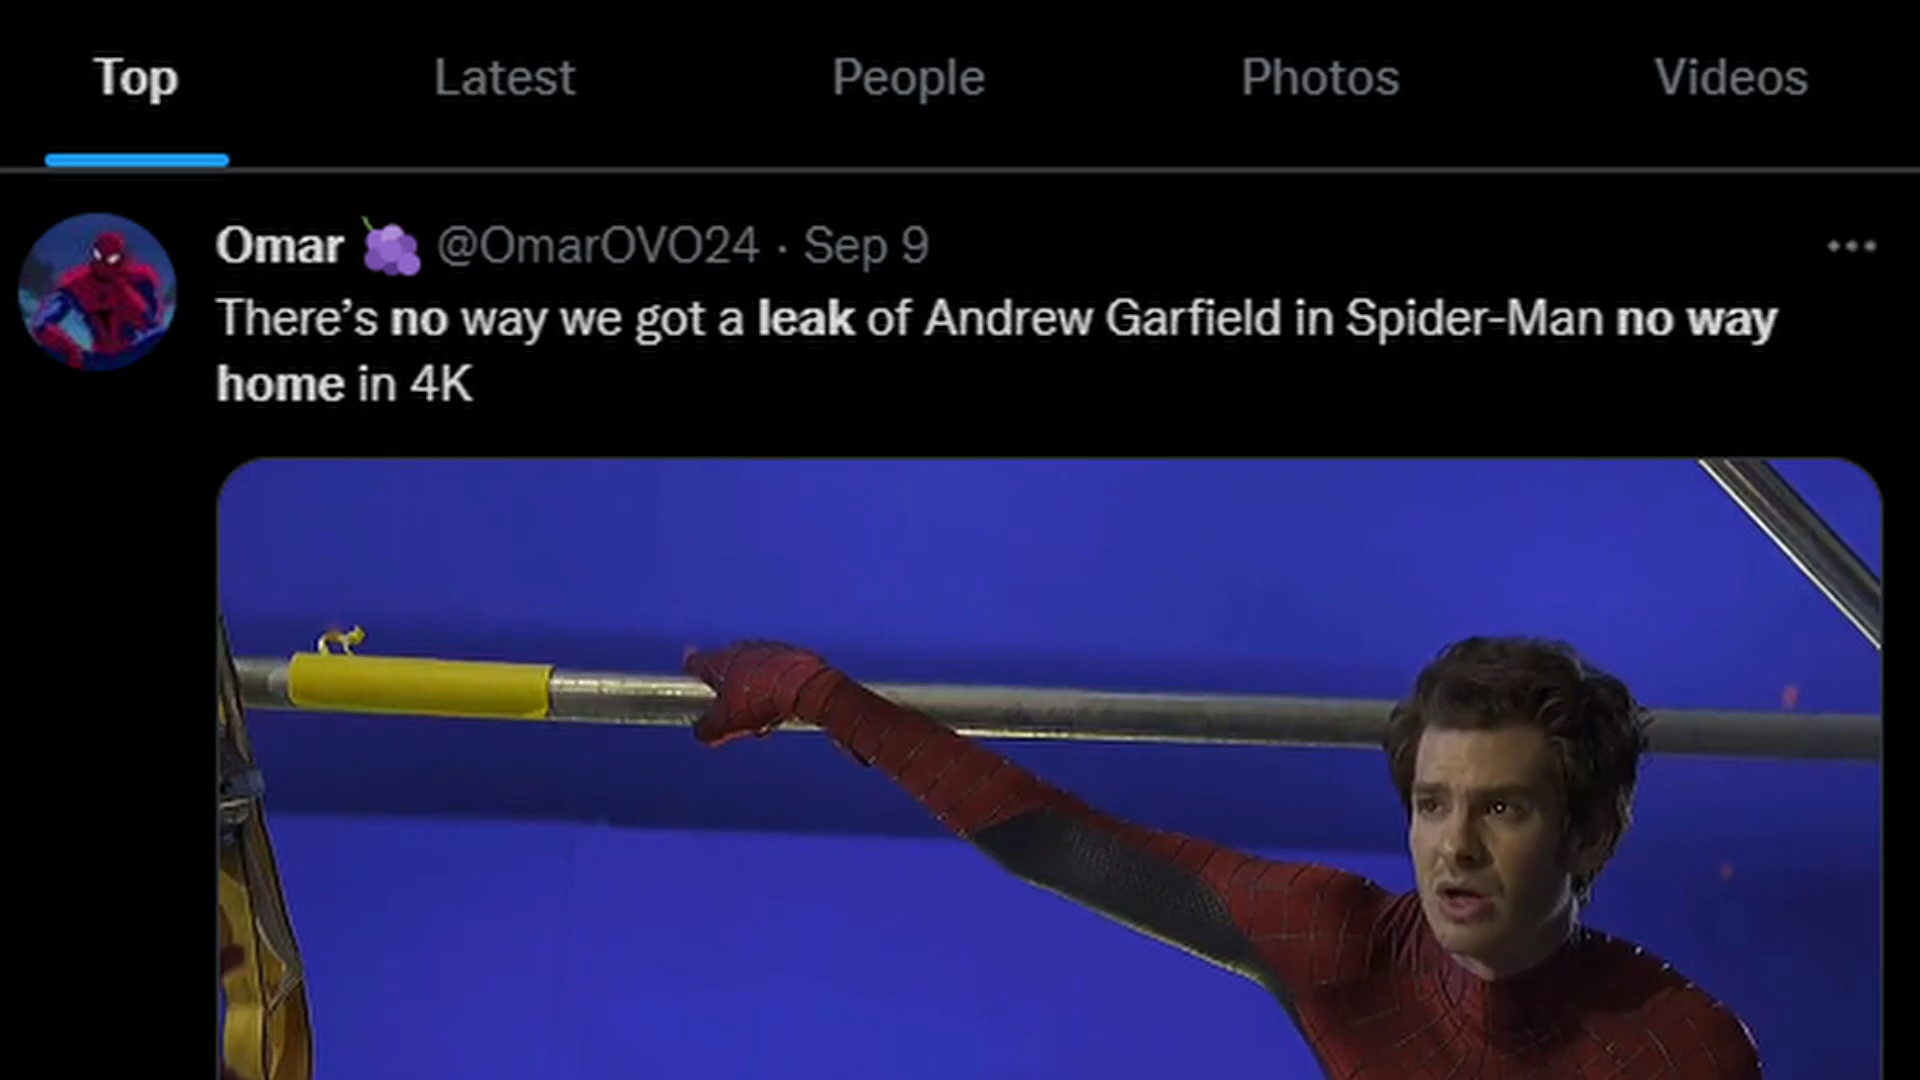 Top Latest People Photos Videos
Omar 🍇 @OmarOVO24 · Sep 9
There’s no way we got a leak of Andrew Garfield in Spider-Man no way
home in 4K